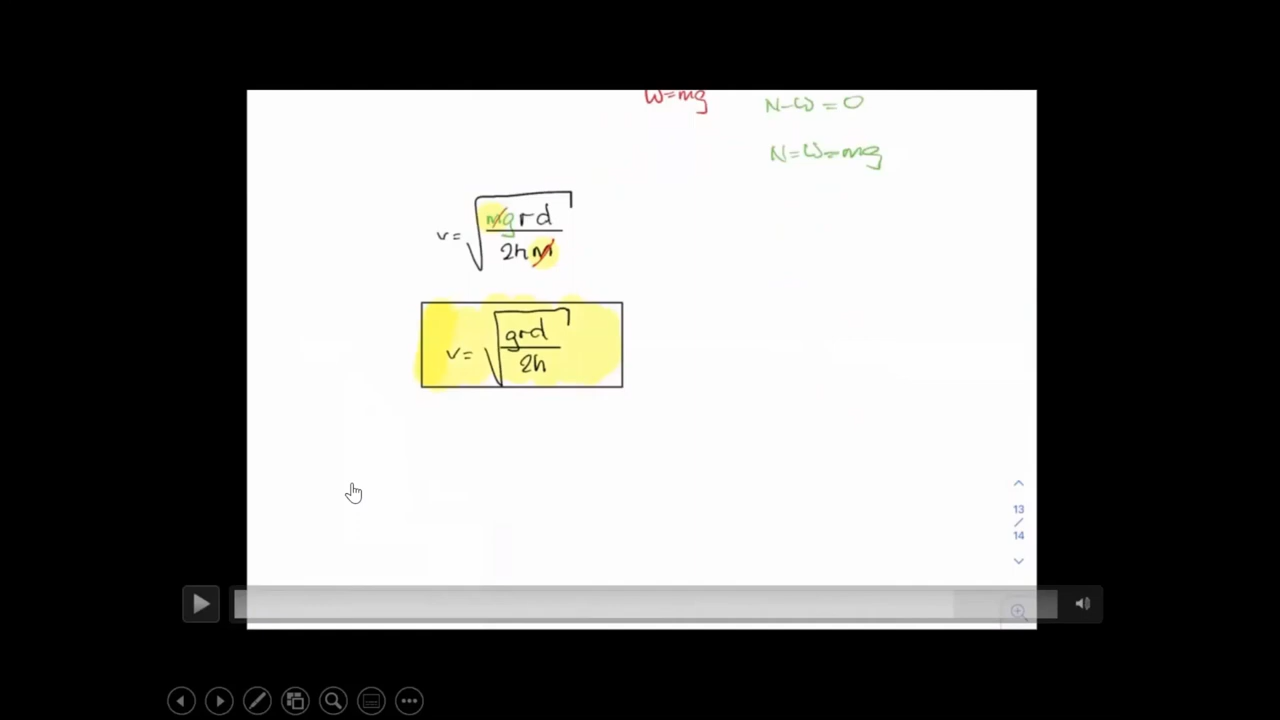 W=mg
N-W=0
N=W=mg
v=√(mgrd/2hm)
v=√(grd/2h)
13
/
14